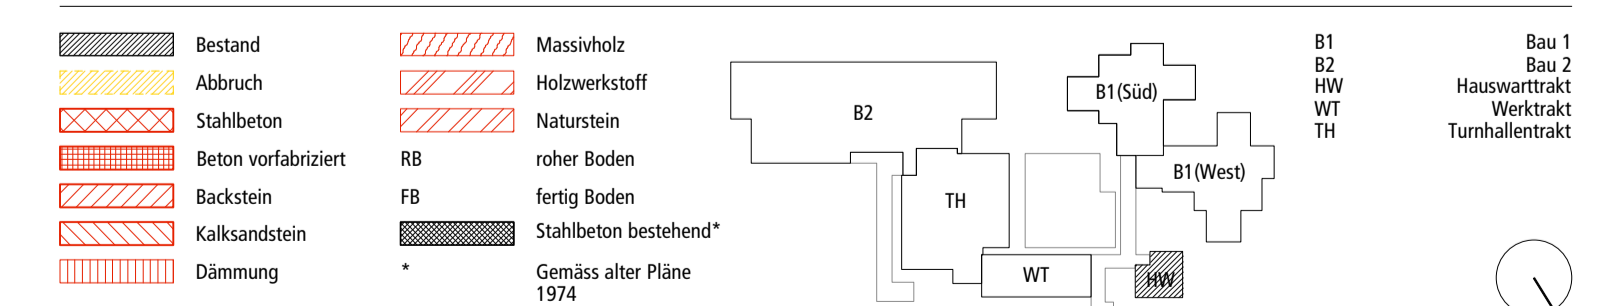 Bestand
Abbruch
Stahlbeton
Beton vorfabriziert
Backstein
Kalksandstein
Dämmung
Massivholz
Holzwerkstoff
Naturstein
RB roher Boden
FB fertig Boden
Stahlbeton bestehend*
* Gemäss alter Pläne
1974
B2
B1(Süd)
B1(West)
TH
WT
HW
B1 Bau 1
B2 Bau 2
HW Hauswarttrakt
WT Werktrakt
TH Turnhallentrakt